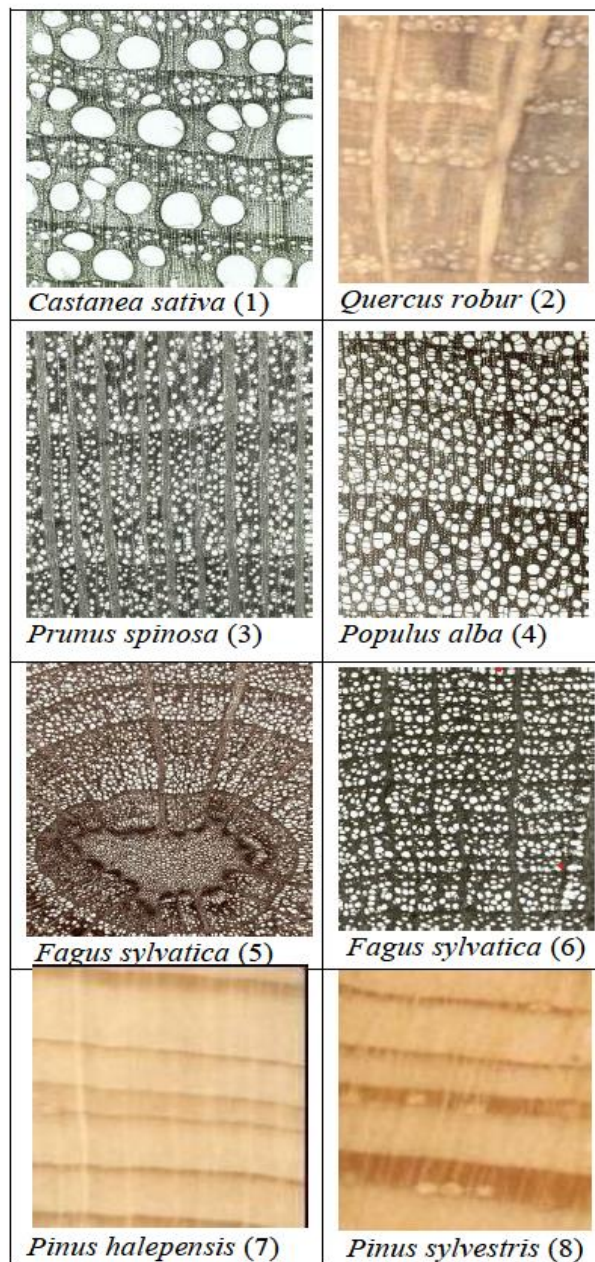 Castanea sativa (1)
Quercus robur (2)
Prunus spinosa (3)
Populus alba (4)
Fagus sylvatica (5)
Fagus sylvatica (6)
Pinus halepensis (7)
Pinus sylvestris (8)